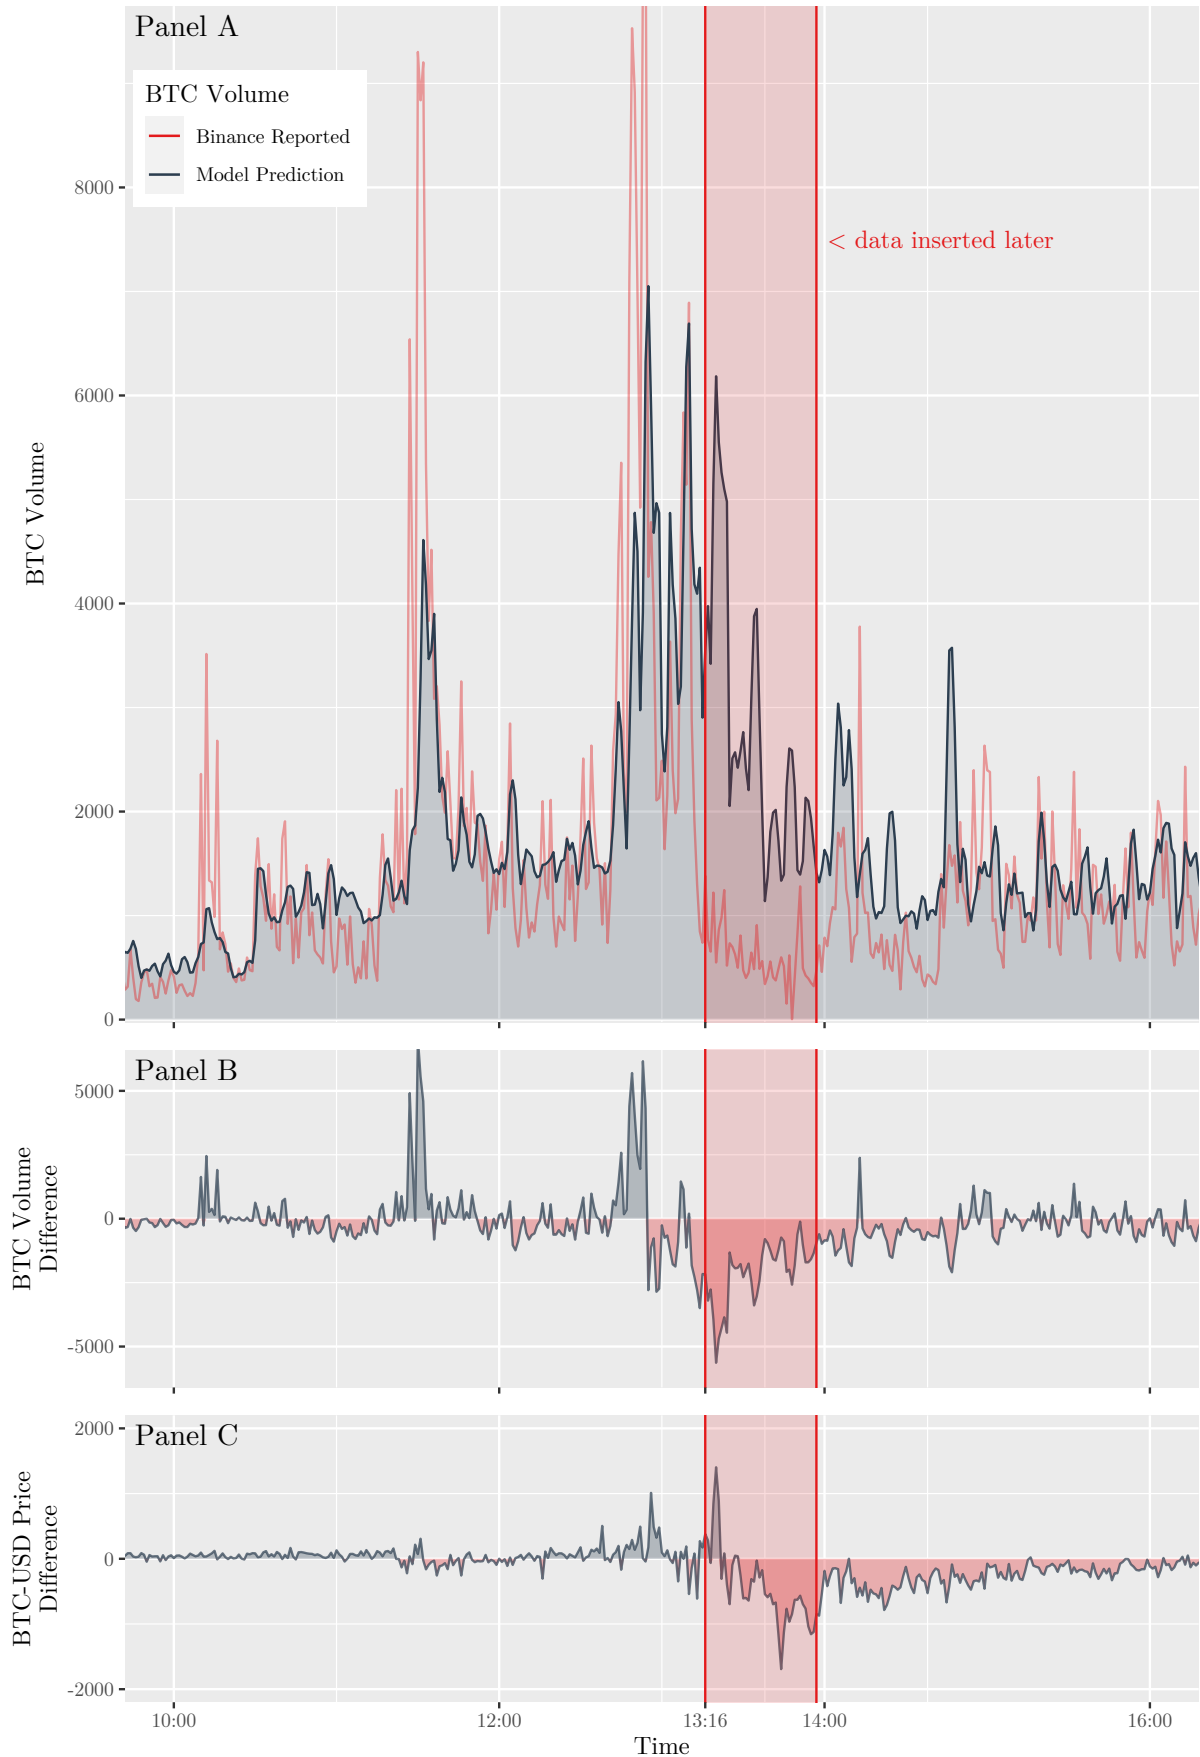 Panel A
BTC Volume
Binance Reported
Model Prediction
8000
< data inserted later
6000
BTC Volume
4000
2000
0
Panel B
5000
BTC Volume
Difference
0
-5000
Panel C
2000
BTC-USD Price
Difference
0
-2000
10:00
12:00
13:16
14:00
16:00
Time